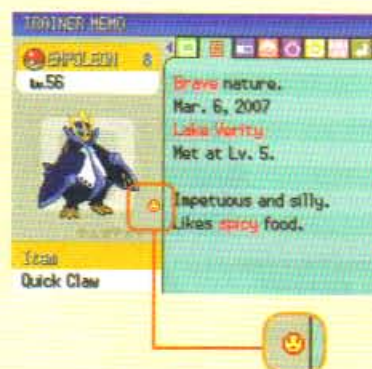 TRAINER MEMO
EMPOLEON 8
Lv.56
Brave nature.
Mar. 6, 2007
Lake Verity
Met at Lv. 5.
Impetuous and silly.
Likes spicy food.
Item
Quick Claw